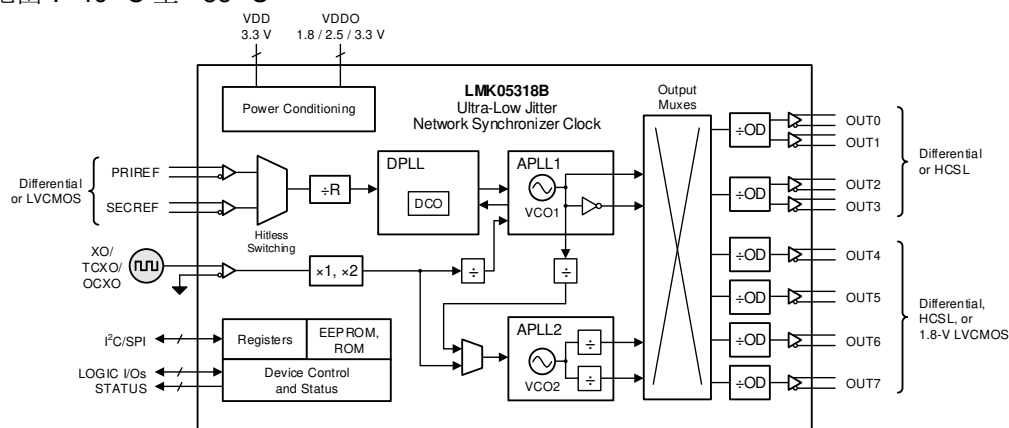 VDD
3.3 V
VDDO
1.8 / 2.5 / 3.3 V
Power Conditioning
LMK05318B
Ultra-Low Jitter
Network Synchronizer Clock
Output
Muxes
Differential
or LVCMOS
PRIREF
SECREF
Hitless
Switching
÷R
DPLL
DCO
APLL1
VCO1
XO/
TCXO/
OCXO
×1, ×2
÷
÷
APLL2
VCO2
÷
÷
I²C/SPI
LOGIC I/Os
STATUS
Registers
EEPROM,
ROM
Device Control
and Status
÷OD
÷OD
÷OD
÷OD
÷OD
÷OD
OUT0
OUT1
OUT2
OUT3
OUT4
OUT5
OUT6
OUT7
Differential
or HCSL
Differential,
HCSL, or
1.8-V LVCMOS